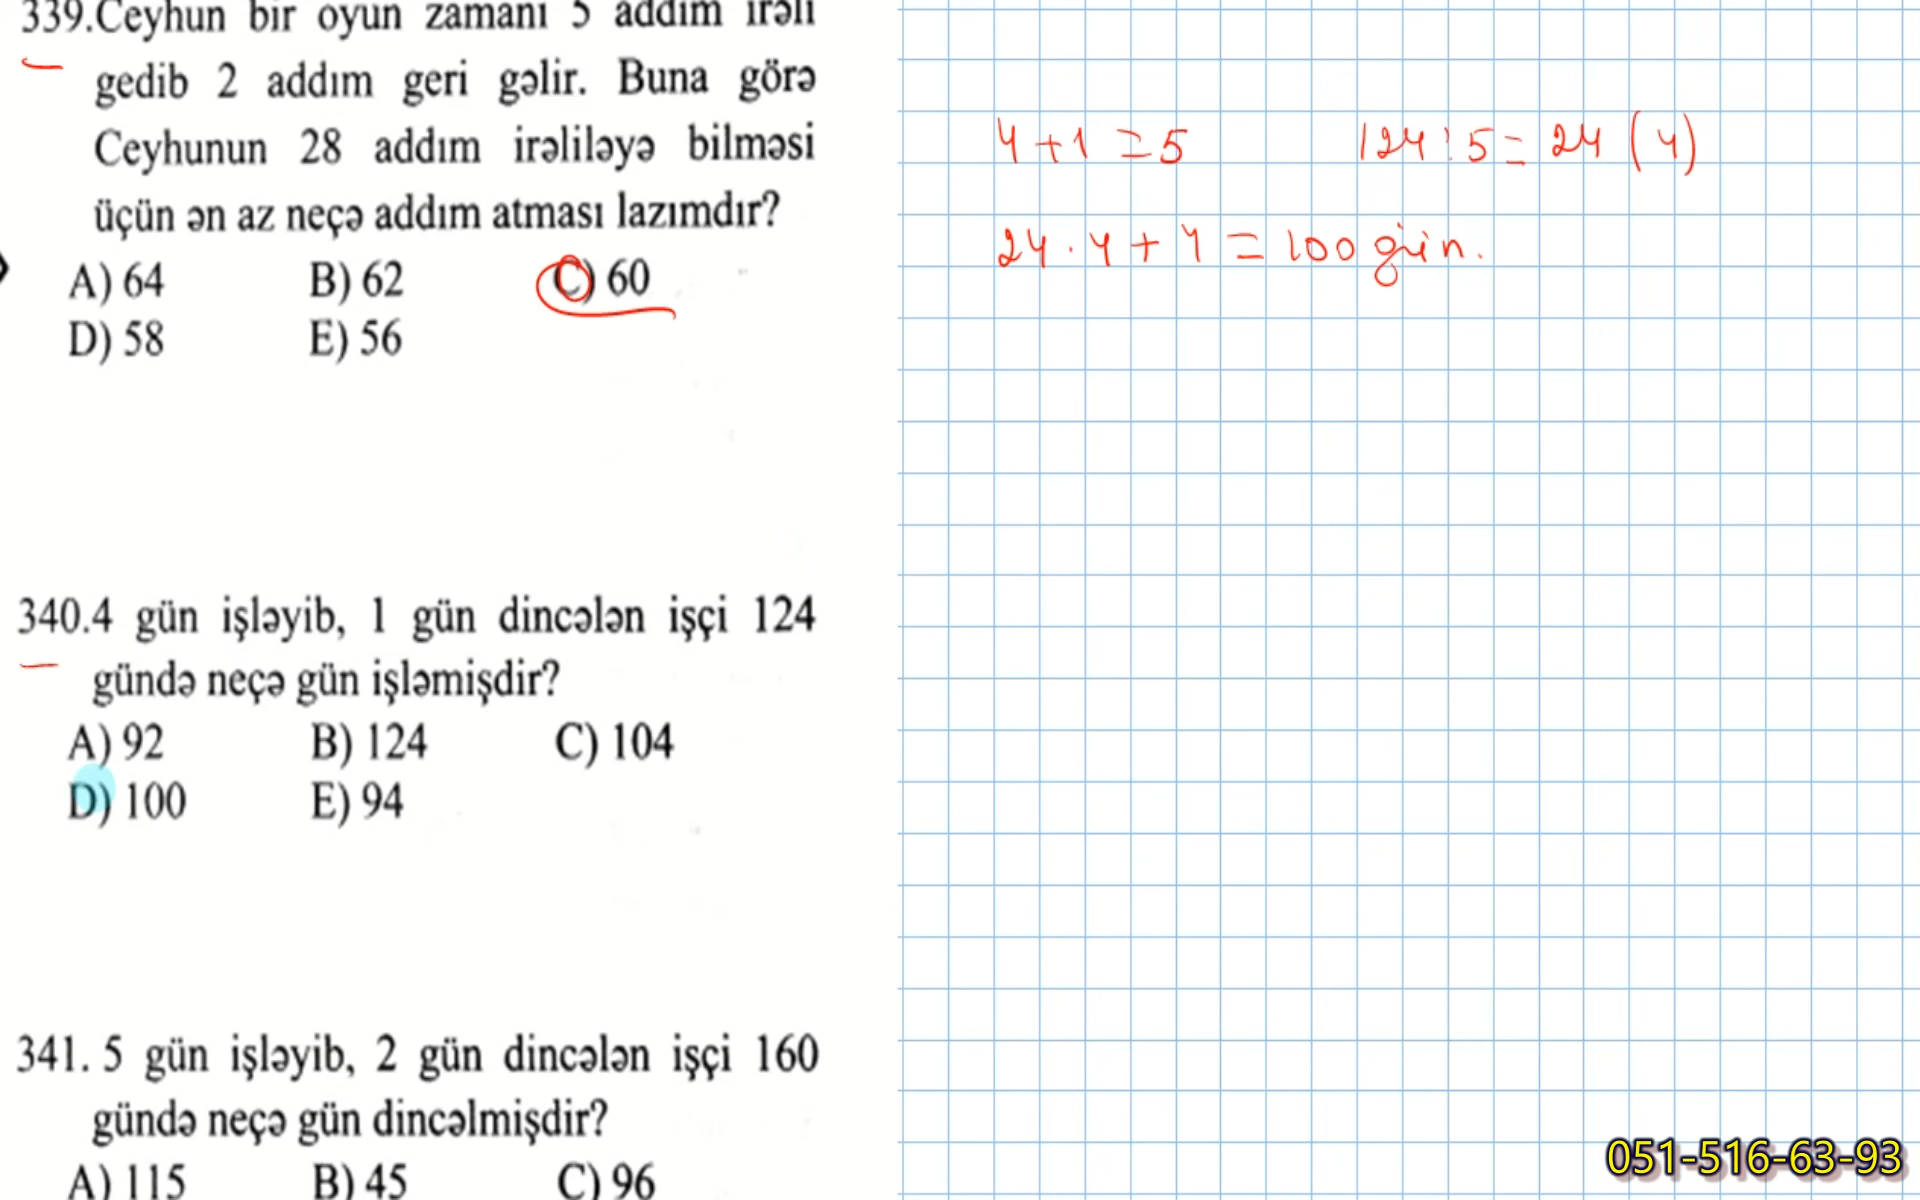 339.Ceyhun bir oyun zamanı 5 addım irəli
gedib 2 addım geri gəlir. Buna görə
Ceyhunun 28 addım irəliləyə bilməsi
üçün ən az neçə addım atması lazımdır?
A) 64 B) 62 C) 60
D) 58 E) 56
340.4 gün işləyib, 1 gün dincələn işçi 124
gündə neçə gün işləmişdir?
A) 92 B) 124 C) 104
D) 100 E) 94
341. 5 gün işləyib, 2 gün dincələn işçi 160
gündə neçə gün dincəlmişdir?
A) 115 B) 45 C) 96
4+1=5 124:5=24 (4)
24·4+4=100 gün.
051-516-63-93